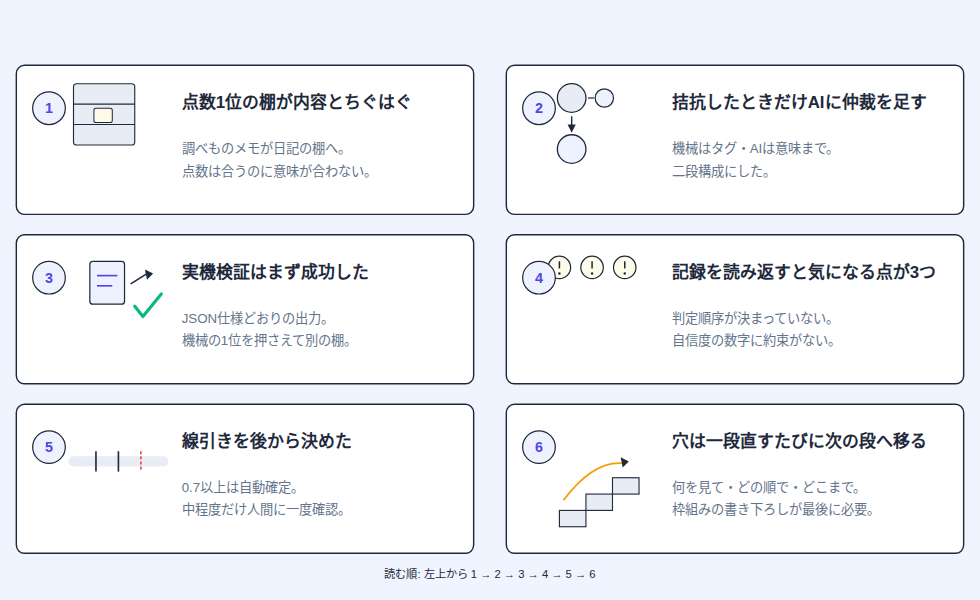 1
点数1位の棚が内容とちぐはぐ
調べものメモが日記の棚へ。
点数は合うのに意味が合わない。
2
拮抗したときだけAIに仲裁を足す
機械はタグ・AIは意味まで。
二段構成にした。
3
実機検証はまず成功した
JSON仕様どおりの出力。
機械の1位を押さえて別の棚。
4
! ! !
記録を読み返すと気になる点が3つ
判定順序が決まっていない。
自信度の数字に約束がない。
5
線引きを後から決めた
0.7以上は自動確定。
中程度だけ人間に一度確認。
6
穴は一段直すたびに次の段へ移る
何を見て・どの順で・どこまで。
枠組みの書き下ろしが最後に必要。
読む順: 左上から 1 → 2 → 3 → 4 → 5 → 6